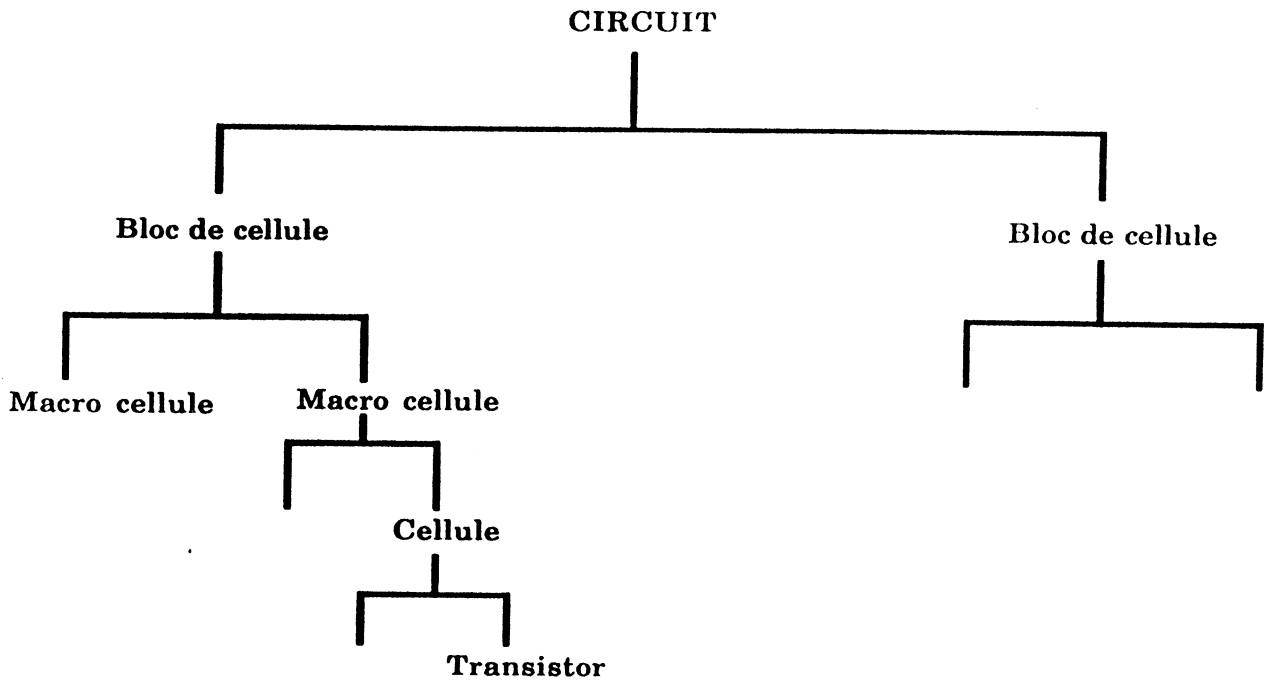 CIRCUIT
Bloc de cellule
Bloc de cellule
Macro cellule
Macro cellule
Cellule
Transistor